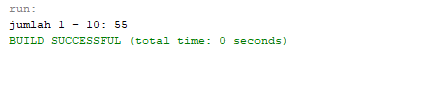 run:
jumlah 1 - 10: 55
BUILD SUCCESSFUL (total time: 0 seconds)